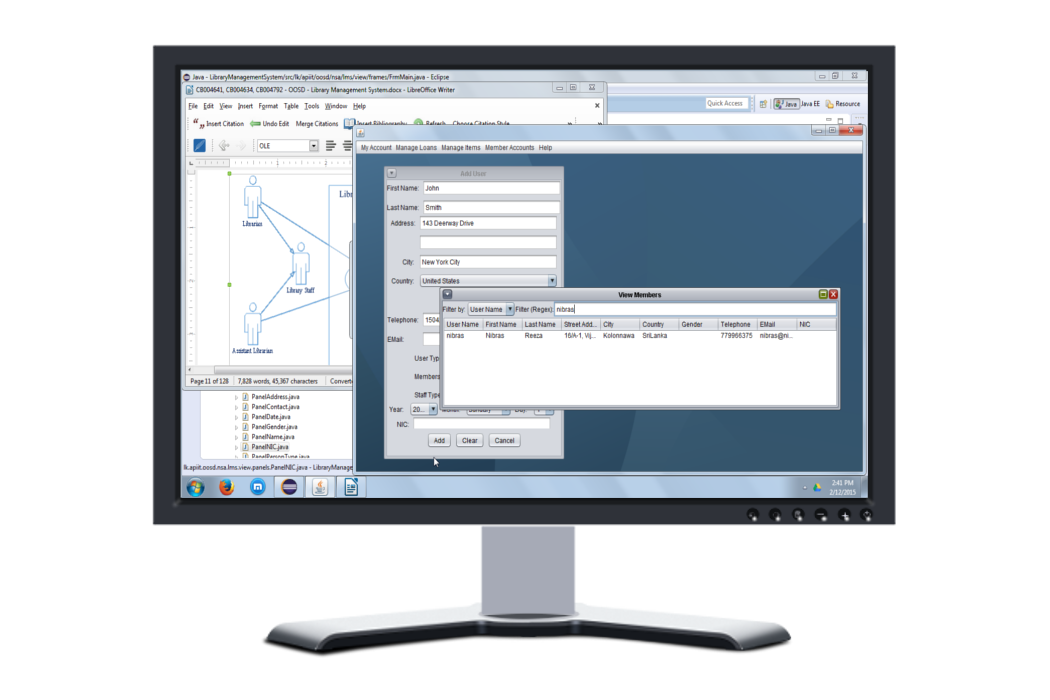 Java - LibraryManagementSystem/src/lk/apiit/oosd/nsa/lms/view/frames/FrmMain.java - Eclipse
CB004641, CB004634, CB004792 - OOSD - Library Management System.docx - LibreOffice Writer
File Edit View Insert Format Table Tools Window Help
Quick Access Java Java EE Resource
Insert Citation Undo Edit Merge Citations Insert Bibliography Refresh Choose Citation Style
OLE
My Account Manage Loans Manage Items Member Accounts Help
Librarian
Library Staff
Assistant Librarian
Page 11 of 128 7,828 words, 45,367 characters
Add User
First Name: John
Last Name: Smith
Address: 143 Deerway Drive
City: New York City
Country: United States
Telephone: 1504
EMail:
Staff Type
Year: 20...
NIC:
Add Clear Cancel
View Members
Filter by: User Name Filter (Regex): nibras
User Name First Name Last Name Street Add... City Country Gender Telephone EMail NIC
nibras Nibras Reeza 16/A-1, Vij... Kolonnawa SriLanka 779966375 nibras@ni...
PanelAddress.java
PanelContact.java
PanelDate.java
PanelGender.java
PanelName.java
PanelNIC.java
PanelPersonType.java
lk.apiit.oosd.nsa.lms.view.panels.PanelNIC.java - LibraryManage
2:41 PM
2/12/2015